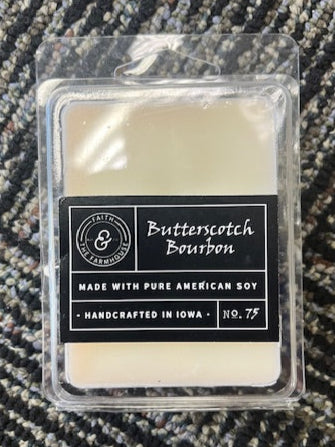 FAITH
&
THE FARMHOUSE
Butterscotch
Bourbon
MADE WITH PURE AMERICAN SOY
· HANDCRAFTED IN IOWA ·
NO. 75